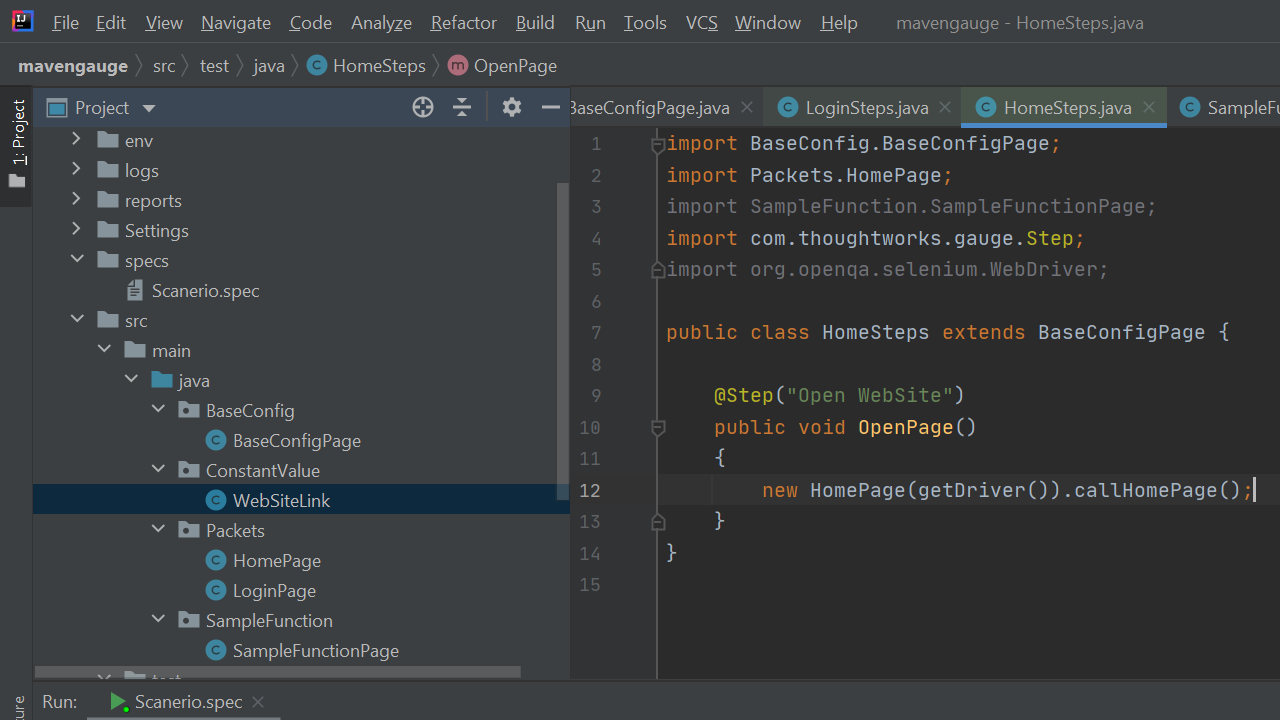 File Edit View Navigate Code Analyze Refactor Build Run Tools VCS Window Help mavengauge - HomeSteps.java
mavengauge src test java HomeSteps OpenPage
1: Project
Project
BaseConfigPage.java LoginSteps.java HomeSteps.java SampleFu
env
logs
reports
Settings
specs
Scanerio.spec
src
main
java
BaseConfig
BaseConfigPage
ConstantValue
WebSiteLink
Packets
HomePage
LoginPage
SampleFunction
SampleFunctionPage
1 import BaseConfig.BaseConfigPage;
2 import Packets.HomePage;
3 import SampleFunction.SampleFunctionPage;
4 import com.thoughtworks.gauge.Step;
5 import org.openqa.selenium.WebDriver;
6
7 public class HomeSteps extends BaseConfigPage {
8
9 @Step("Open WebSite")
10 public void OpenPage()
11 {
12 new HomePage(getDriver()).callHomePage();
13 }
14 }
15
Run: Scanerio.spec